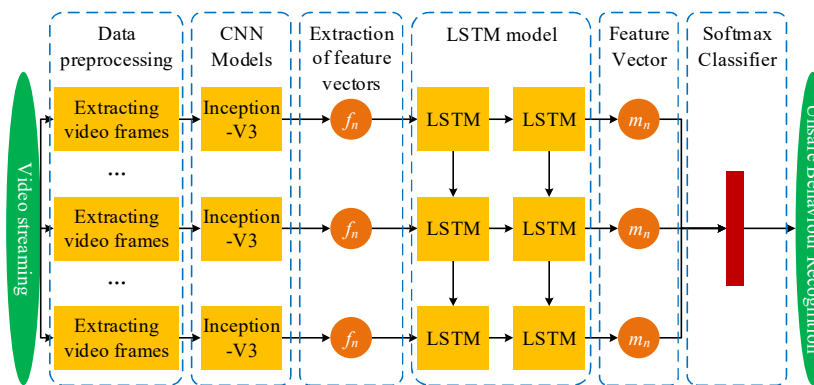 Data
preprocessing
CNN
Models
Extraction
of feature
vectors
LSTM model
Feature
Vector
Softmax
Classifier
Video streaming
Extracting
video frames
Inception
-V3
fn
LSTM
LSTM
mn
...
Extracting
video frames
Inception
-V3
fn
LSTM
LSTM
mn
...
Extracting
video frames
Inception
-V3
fn
LSTM
LSTM
mn
Unsafe Behaviour Recognition